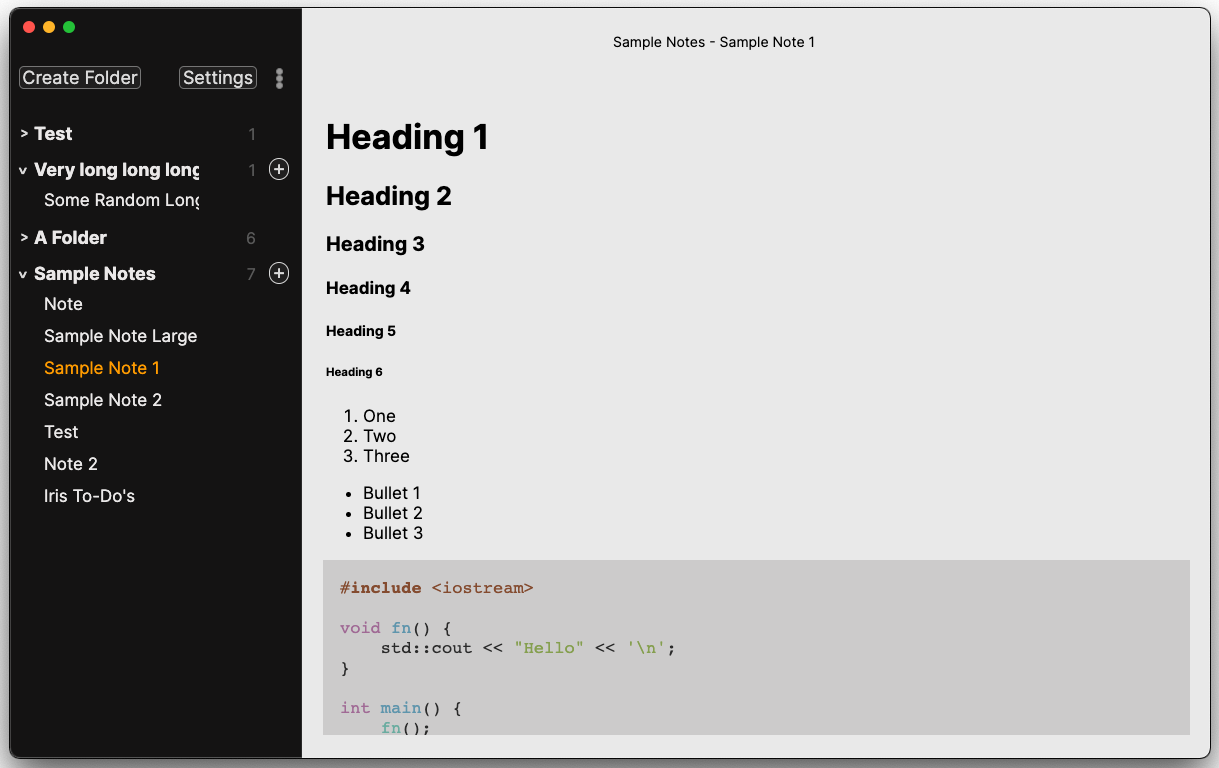 Create Folder
Settings
> Test 1
v Very long long long 1
Some Random Long
> A Folder 6
v Sample Notes 7
Note
Sample Note Large
Sample Note 1
Sample Note 2
Test
Note 2
Iris To-Do's
Sample Notes - Sample Note 1
Heading 1
Heading 2
Heading 3
Heading 4
Heading 5
Heading 6
1. One
2. Two
3. Three
• Bullet 1
• Bullet 2
• Bullet 3
#include <iostream>
void fn() {
    std::cout << "Hello" << '\n';
}
int main() {
    fn();